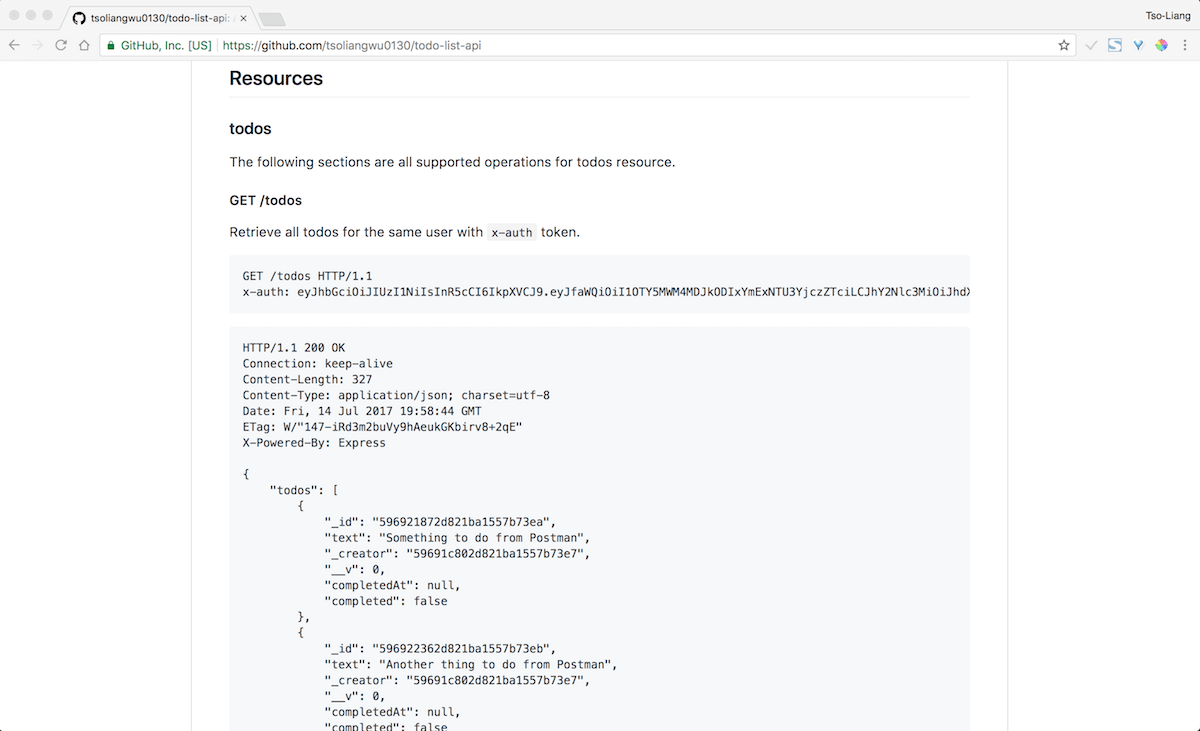 tsoliangwu0130/todo-list-api:
Tso-Liang
GitHub, Inc. [US] https://github.com/tsoliangwu0130/todo-list-api
Resources
todos
The following sections are all supported operations for todos resource.
GET /todos
Retrieve all todos for the same user with x-auth token.
GET /todos HTTP/1.1
x-auth: eyJhbGciOiJIUzI1NiIsInR5cCI6IkpXVCJ9.eyJfaWQiOiI1OTY5MWM4MDJkODIxYmExNTU3YjczZTciLCJhY2Nlc3MiOiJhdX
HTTP/1.1 200 OK
Connection: keep-alive
Content-Length: 327
Content-Type: application/json; charset=utf-8
Date: Fri, 14 Jul 2017 19:58:44 GMT
ETag: W/"147-iRd3m2buVy9hAeukGKbirv8+2qE"
X-Powered-By: Express
{
"todos": [
{
"_id": "596921872d821ba1557b73ea",
"text": "Something to do from Postman",
"_creator": "59691c802d821ba1557b73e7",
"__v": 0,
"completedAt": null,
"completed": false
},
{
"_id": "596922362d821ba1557b73eb",
"text": "Another thing to do from Postman",
"_creator": "59691c802d821ba1557b73e7",
"__v": 0,
"completedAt": null,
"completed": false